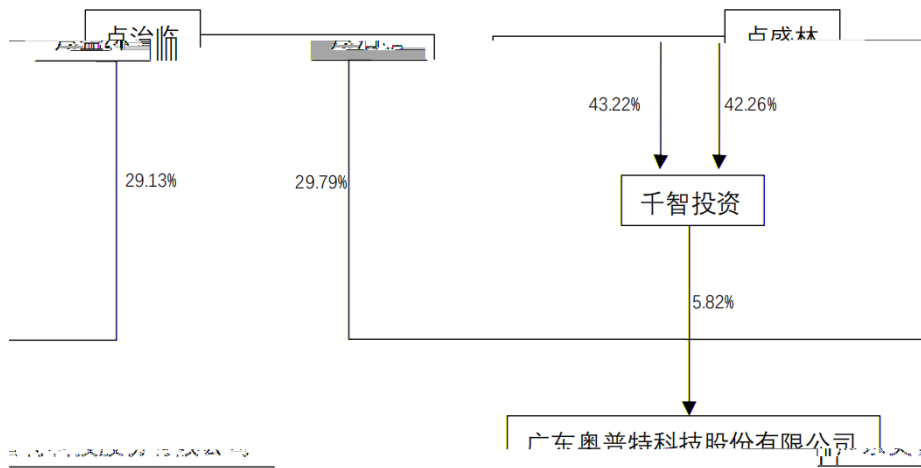 卢治临
卢盛林
43.22%
42.26%
29.13%
29.79%
千智投资
5.82%
广东奥普特科技股份有限公司